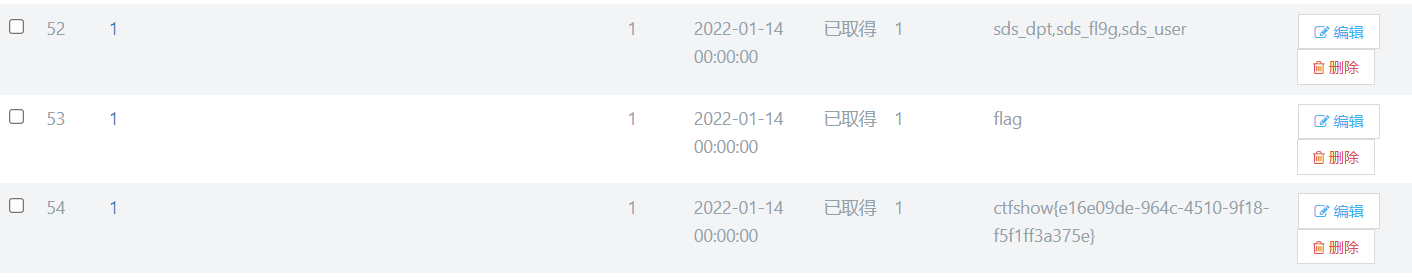 52 1 1 2022-01-14 已取得 1 sds_dpt,sds_fl9g,sds_user 编辑
00:00:00 删除
53 1 1 2022-01-14 已取得 1 flag 编辑
00:00:00 删除
54 1 1 2022-01-14 已取得 1 ctfshow{e16e09de-964c-4510-9f18- 编辑
00:00:00 f5f1ff3a375e} 删除